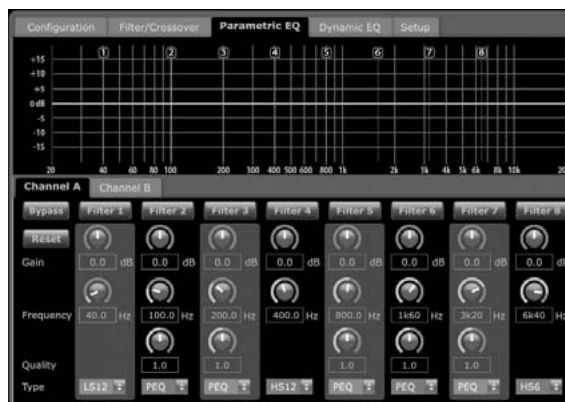 Configuration Filter/Crossover Parametric EQ Dynamic EQ Setup
1 2 3 4 5 6 7 8
+15
+10
+5
0 dB
-5
-10
-15
20 40 60 80 100 200 300 400 500 600 800 1k 2k 3k 4k 5k 6k 8k 10k 20
Channel A Channel B
Bypass Filter 1 Filter 2 Filter 3 Filter 4 Filter 5 Filter 6 Filter 7 Filter 8
Reset
Gain 0.0 dB 0.0 dB 0.0 dB 0.0 dB 0.0 dB 0.0 dB 0.0 dB 0.0
Frequency 40.0 Hz 100.0 Hz 200.0 Hz 400.0 Hz 800.0 Hz 1k60 Hz 3k20 Hz 6k40 Hz
Quality 1.0 1.0 1.0 1.0 1.0
Type LS12 PEQ PEQ HS12 PEQ PEQ PEQ HS6